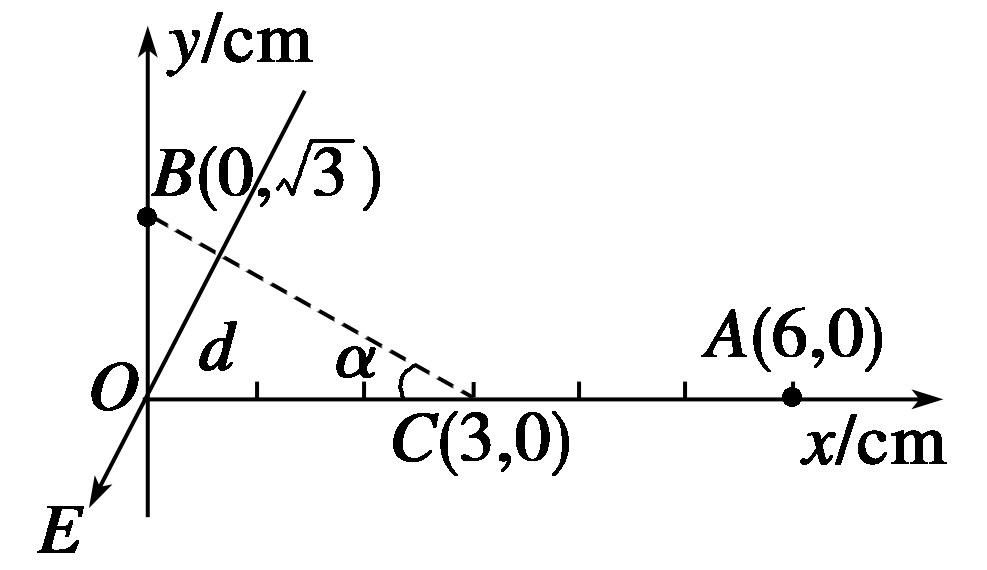 y/cm
B(0,√3)
A(6,0)
d
α
O
C(3,0)
x/cm
E